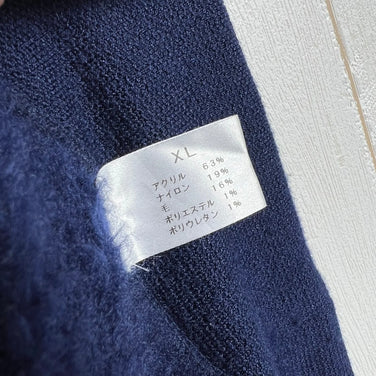 XL
アクリル 63%
ナイロン 19%
毛 16%
ポリエステル 1%
ポリウレタン 1%